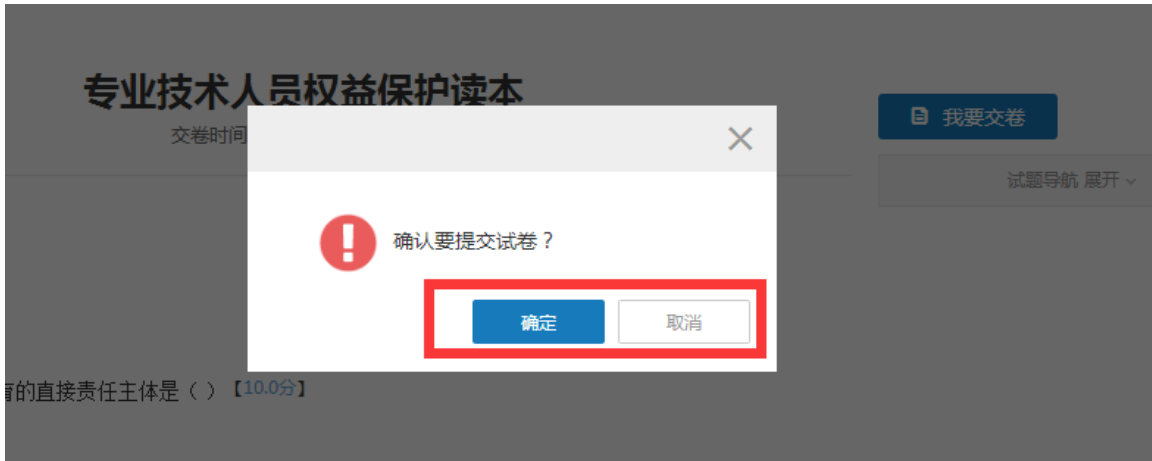 专业技术人员权益保护读本
交卷时间
我要交卷
试题导航 展开
确认要提交试卷？
确定
取消
的直接责任主体是（ ）【10.0分】